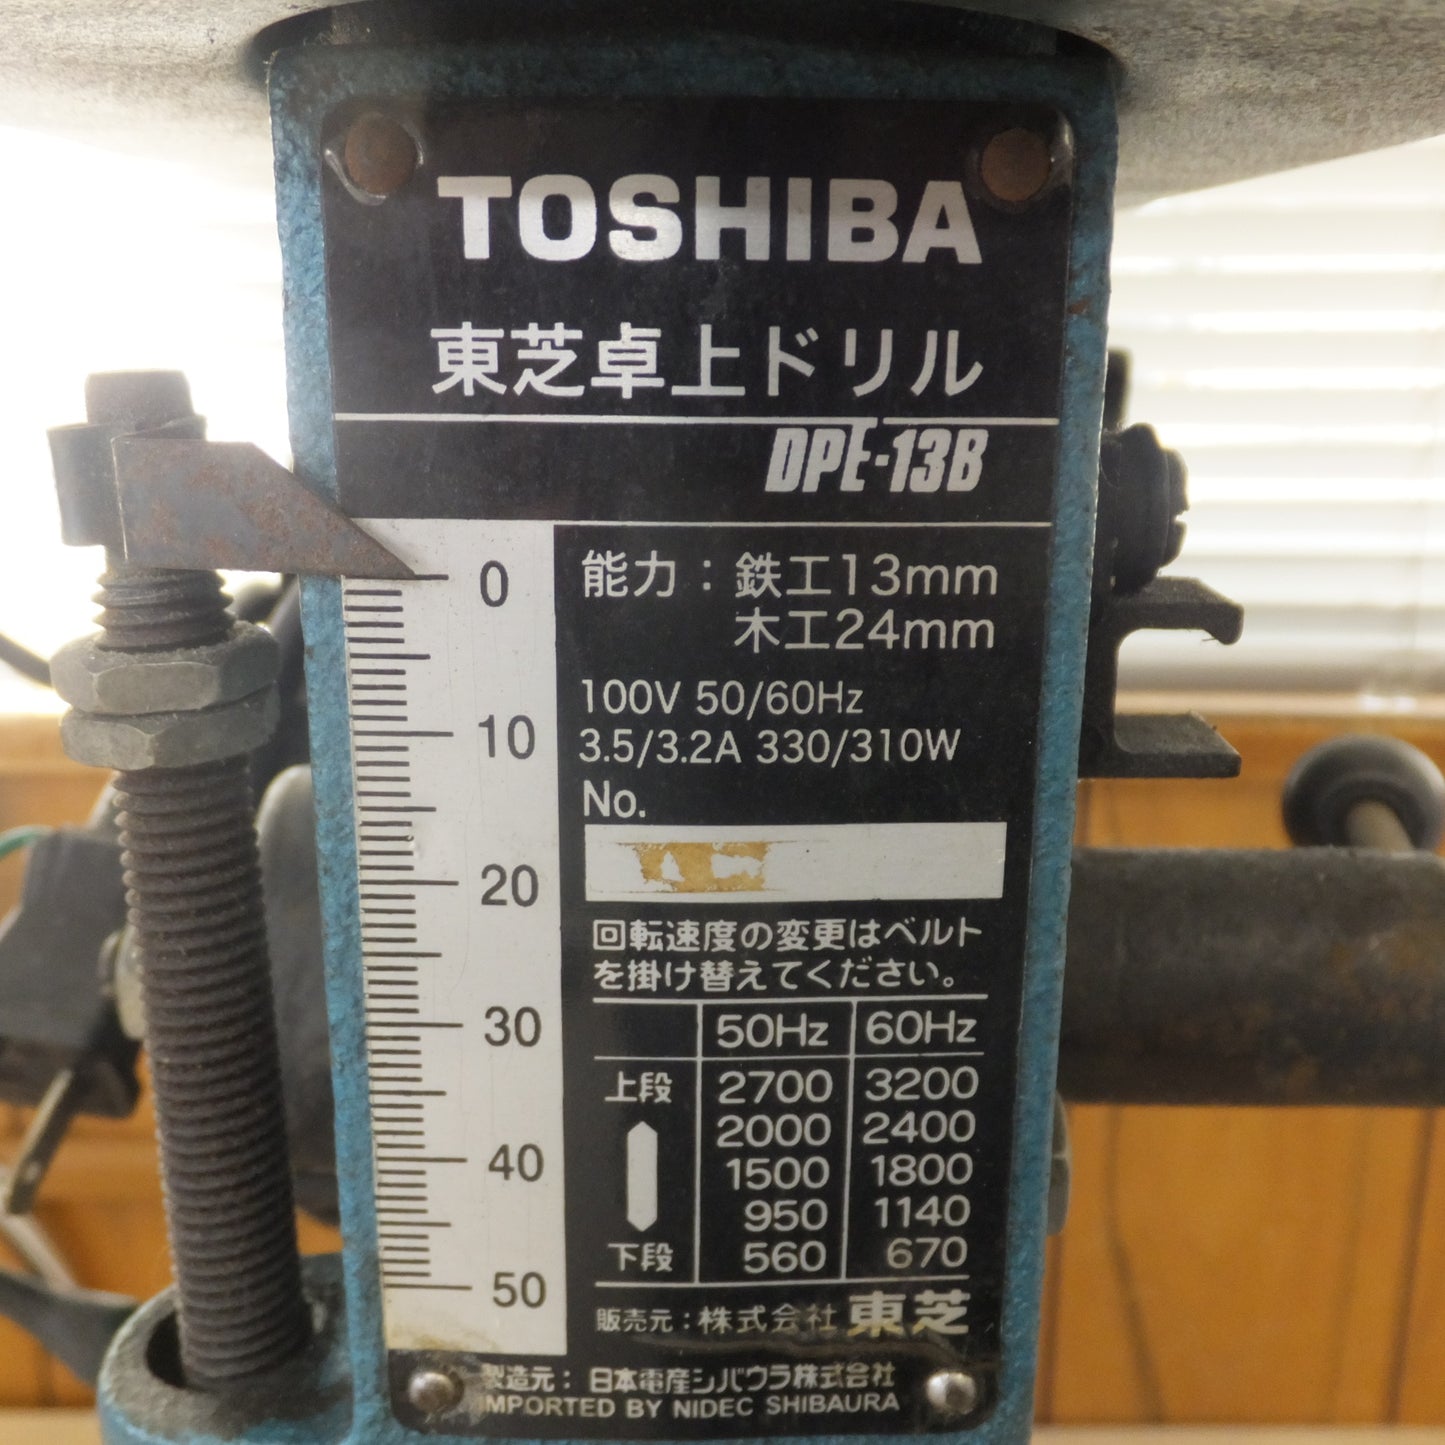 TOSHIBA
東芝卓上ドリル
DPE-13B
0
10
20
30
40
50
能力：鉄工13mm
木工24mm
100V 50/60Hz
3.5/3.2A 330/310W
No.
回転速度の変更はベルト
を掛け替えてください。
50Hz 60Hz
上段 2700 3200
2000 2400
1500 1800
950 1140
下段 560 670
販売元：株式会社 東芝
製造元：日本電産シバウラ株式会社
IMPORTED BY NIDEC SHIBAURA